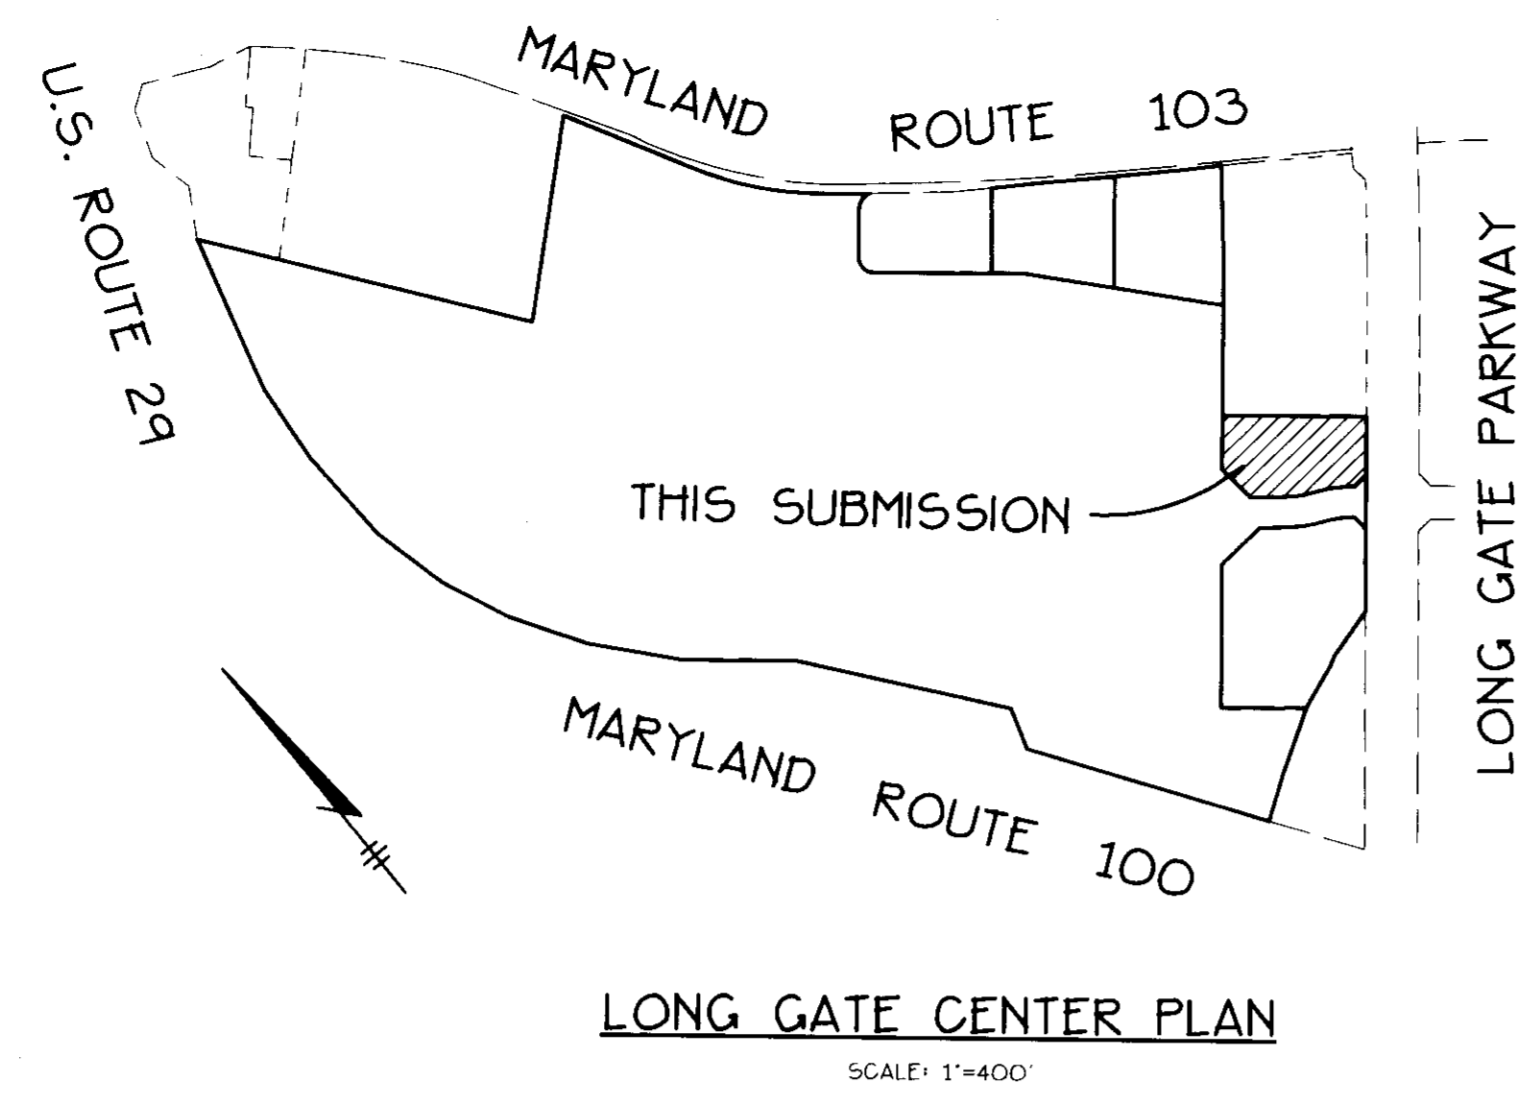 MARYLAND ROUTE 103
U.S. ROUTE 29
LONG GATE PARKWAY
THIS SUBMISSION
MARYLAND ROUTE 100
LONG GATE CENTER PLAN
SCALE: 1"=400'